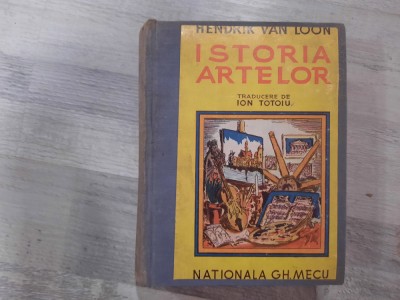 HENDRIK VAN LOON
ISTORIA
ARTELOR
TRADUCERE DE
ION TOTOIU
NATIONALA GH. MECU